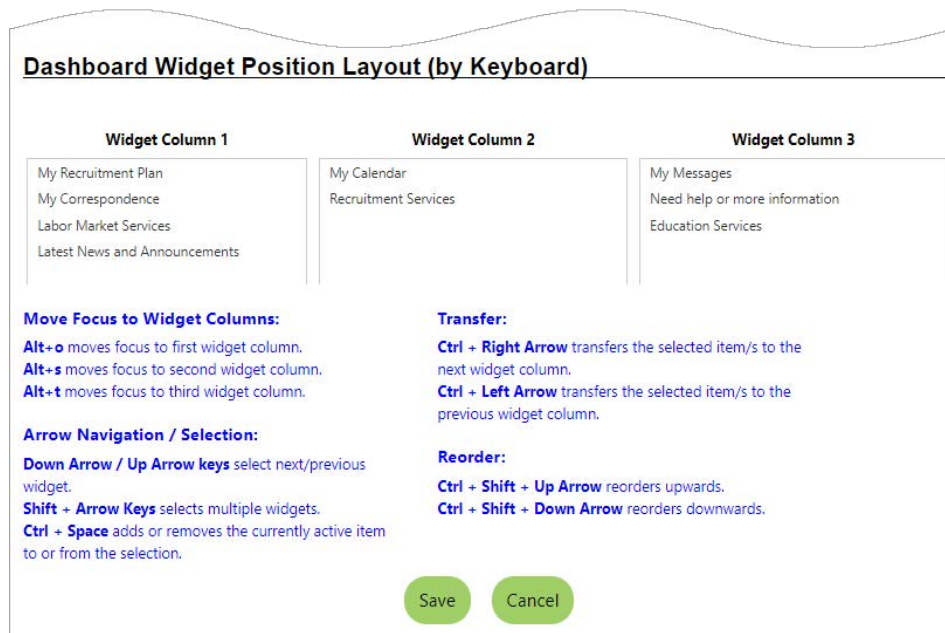 Dashboard Widget Position Layout (by Keyboard)
Widget Column 1
My Recruitment Plan
My Correspondence
Labor Market Services
Latest News and Announcements
Widget Column 2
My Calendar
Recruitment Services
Widget Column 3
My Messages
Need help or more information
Education Services
Move Focus to Widget Columns:
Alt+o moves focus to first widget column.
Alt+s moves focus to second widget column.
Alt+t moves focus to third widget column.
Arrow Navigation / Selection:
Down Arrow / Up Arrow keys select next/previous
widget.
Shift + Arrow Keys selects multiple widgets.
Ctrl + Space adds or removes the currently active item
to or from the selection.
Transfer:
Ctrl + Right Arrow transfers the selected item/s to the
next widget column.
Ctrl + Left Arrow transfers the selected item/s to the
previous widget column.
Reorder:
Ctrl + Shift + Up Arrow reorders upwards.
Ctrl + Shift + Down Arrow reorders downwards.
Save
Cancel